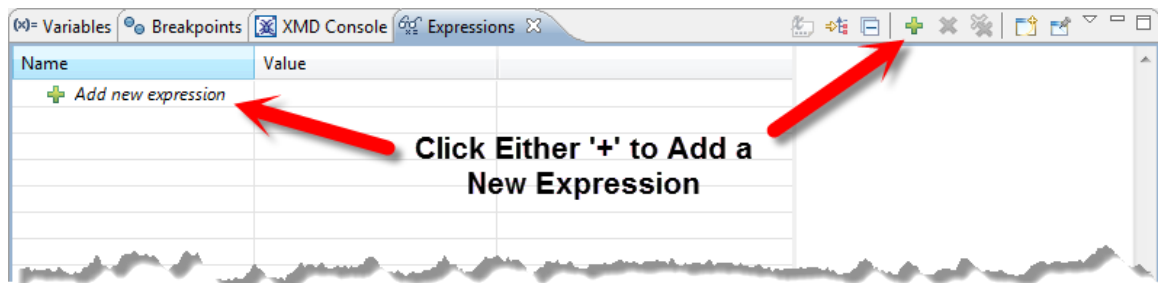 (x)= Variables Breakpoints XMD Console Expressions
Name Value
Add new expression
Click Either '+' to Add a
New Expression